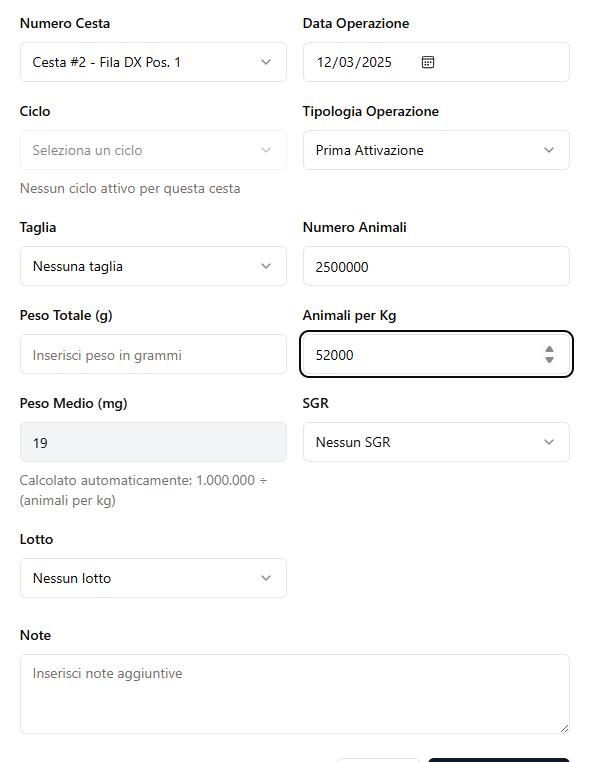 Numero Cesta
Data Operazione
Cesta #2 - Fila DX Pos. 1
12/03/2025
Ciclo
Tipologia Operazione
Seleziona un ciclo
Prima Attivazione
Nessun ciclo attivo per questa cesta
Taglia
Numero Animali
Nessuna taglia
2500000
Peso Totale (g)
Animali per Kg
Inserisci peso in grammi
52000
Peso Medio (mg)
SGR
19
Nessun SGR
Calcolato automaticamente: 1.000.000 ÷
(animali per kg)
Lotto
Nessun lotto
Note
Inserisci note aggiuntive